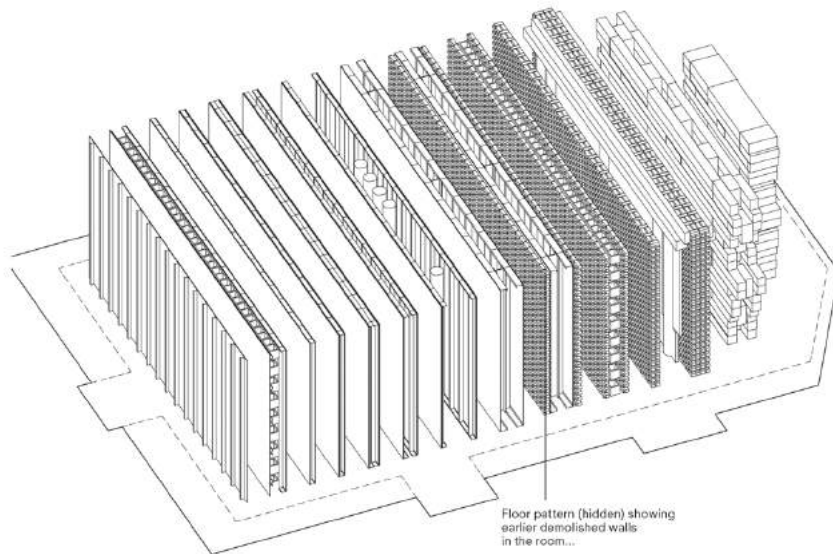 Floor pattern (hidden) showing
earlier demolished walls
in the room...